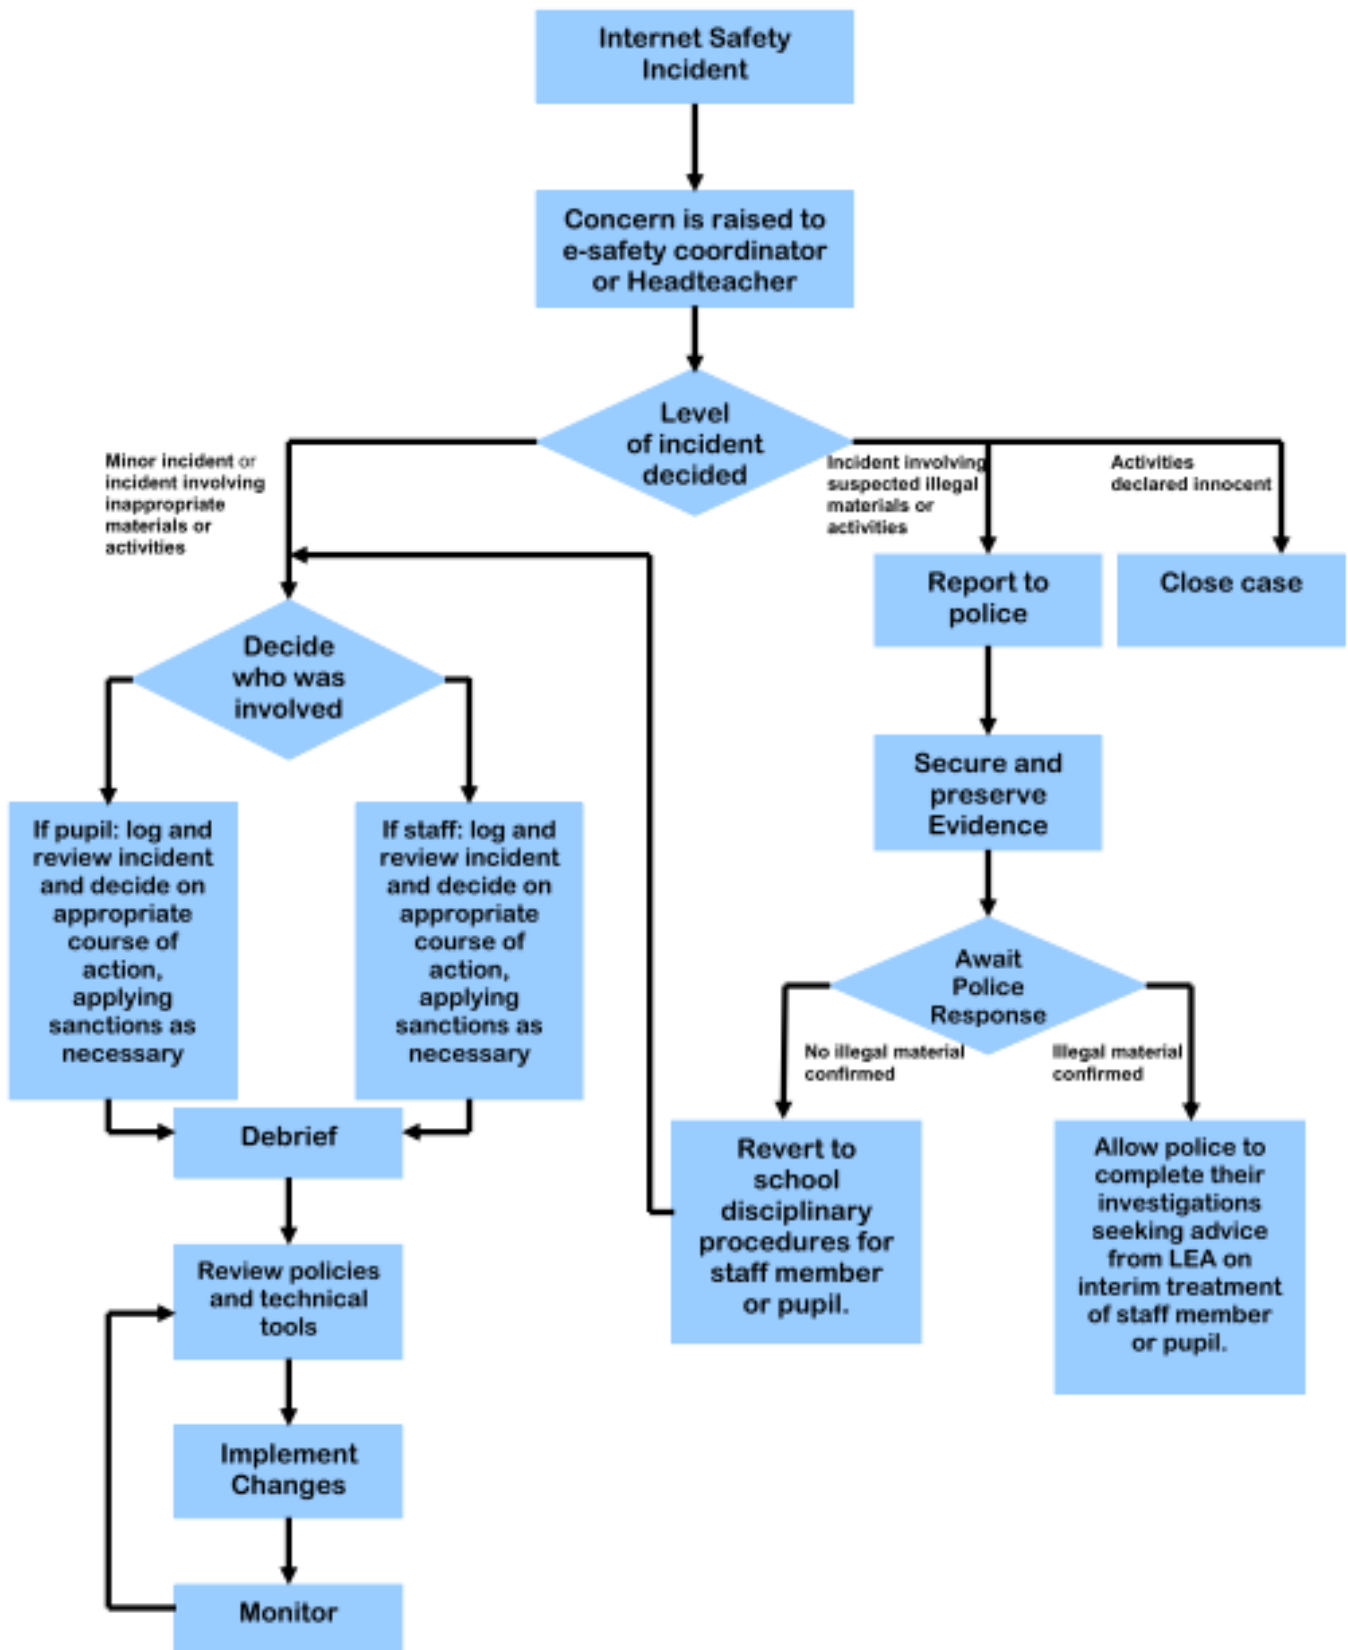 Internet Safety
Incident
Concern is raised to
e-safety coordinator
or Headteacher
Level
of incident
decided
Minor incident or
incident involving
inappropriate
materials or
activities
Incident involving
suspected illegal
materials or
activities
Activities
declared innocent
Report to
police
Close case
Decide
who was
involved
Secure and
preserve
Evidence
If pupil: log and
review incident
and decide on
appropriate
course of
action,
applying
sanctions as
necessary
If staff: log and
review incident
and decide on
appropriate
course of
action,
applying
sanctions as
necessary
Await
Police
Response
No illegal material
confirmed
Illegal material
confirmed
Debrief
Revert to
school
disciplinary
procedures for
staff member
or pupil.
Allow police to
complete their
investigations
seeking advice
from LEA on
interim treatment
of staff member
or pupil.
Review policies
and technical
tools
Implement
Changes
Monitor